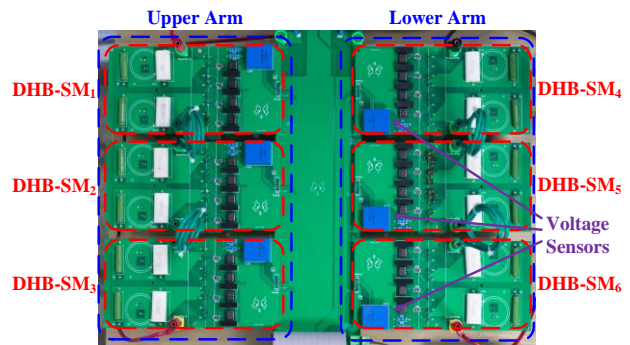 Upper Arm
Lower Arm
DHB-SM₁
DHB-SM₄
DHB-SM₂
DHB-SM₅
Voltage
Sensors
DHB-SM₃
DHB-SM₆